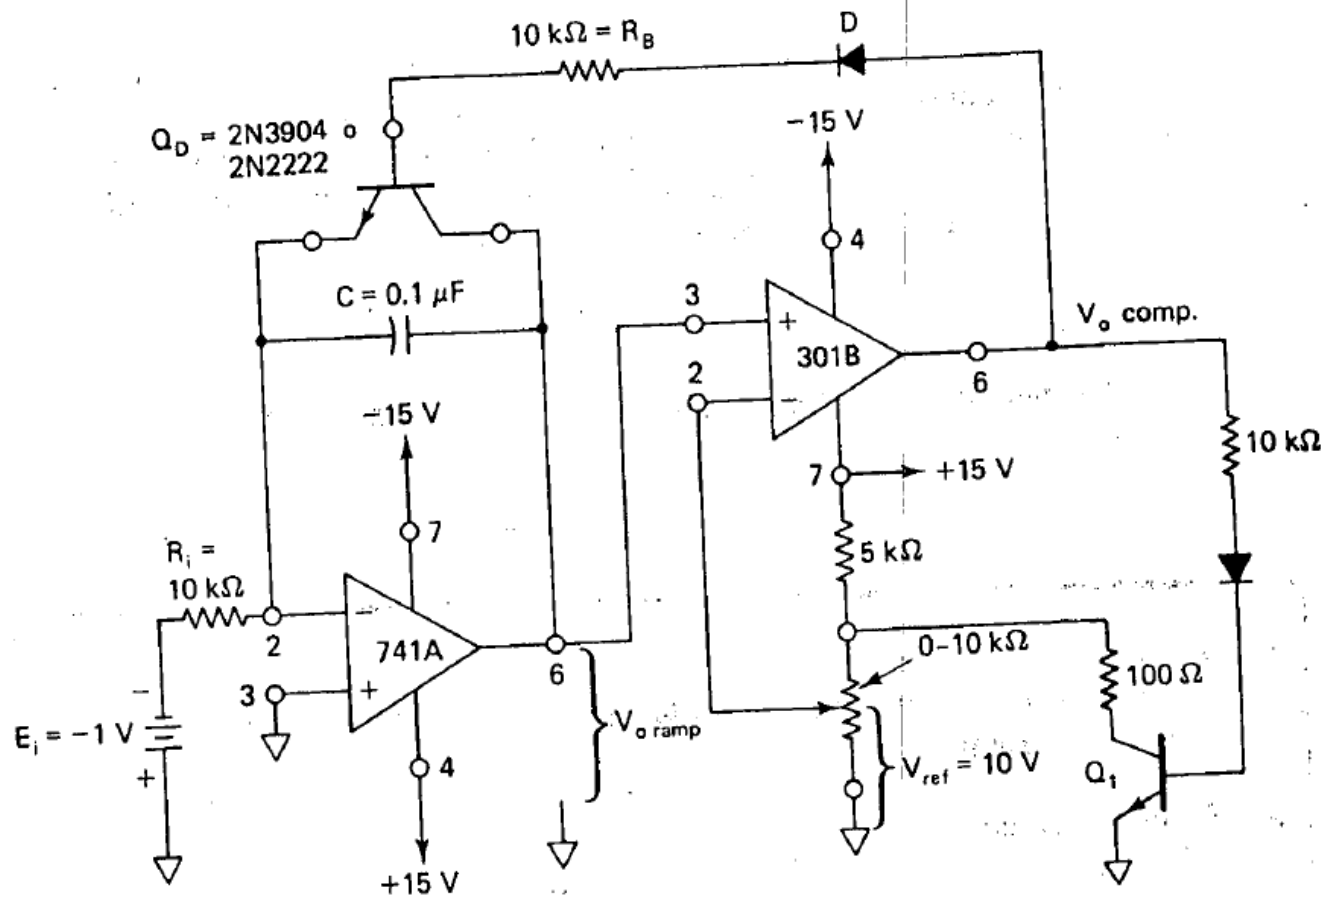 10 kΩ = R_B
D
Q_D = 2N3904 o
2N2222
-15 V
4
C = 0.1 μF
3
+
301B
V_o comp.
2
-
6
-15 V
7
+15 V
10 kΩ
7
5 kΩ
R_i =
10 kΩ
-
2
741A
6
0-10 kΩ
100 Ω
3
+
-
E_i = -1 V
+
V_o ramp
4
V_ref = 10 V
Q_1
+15 V